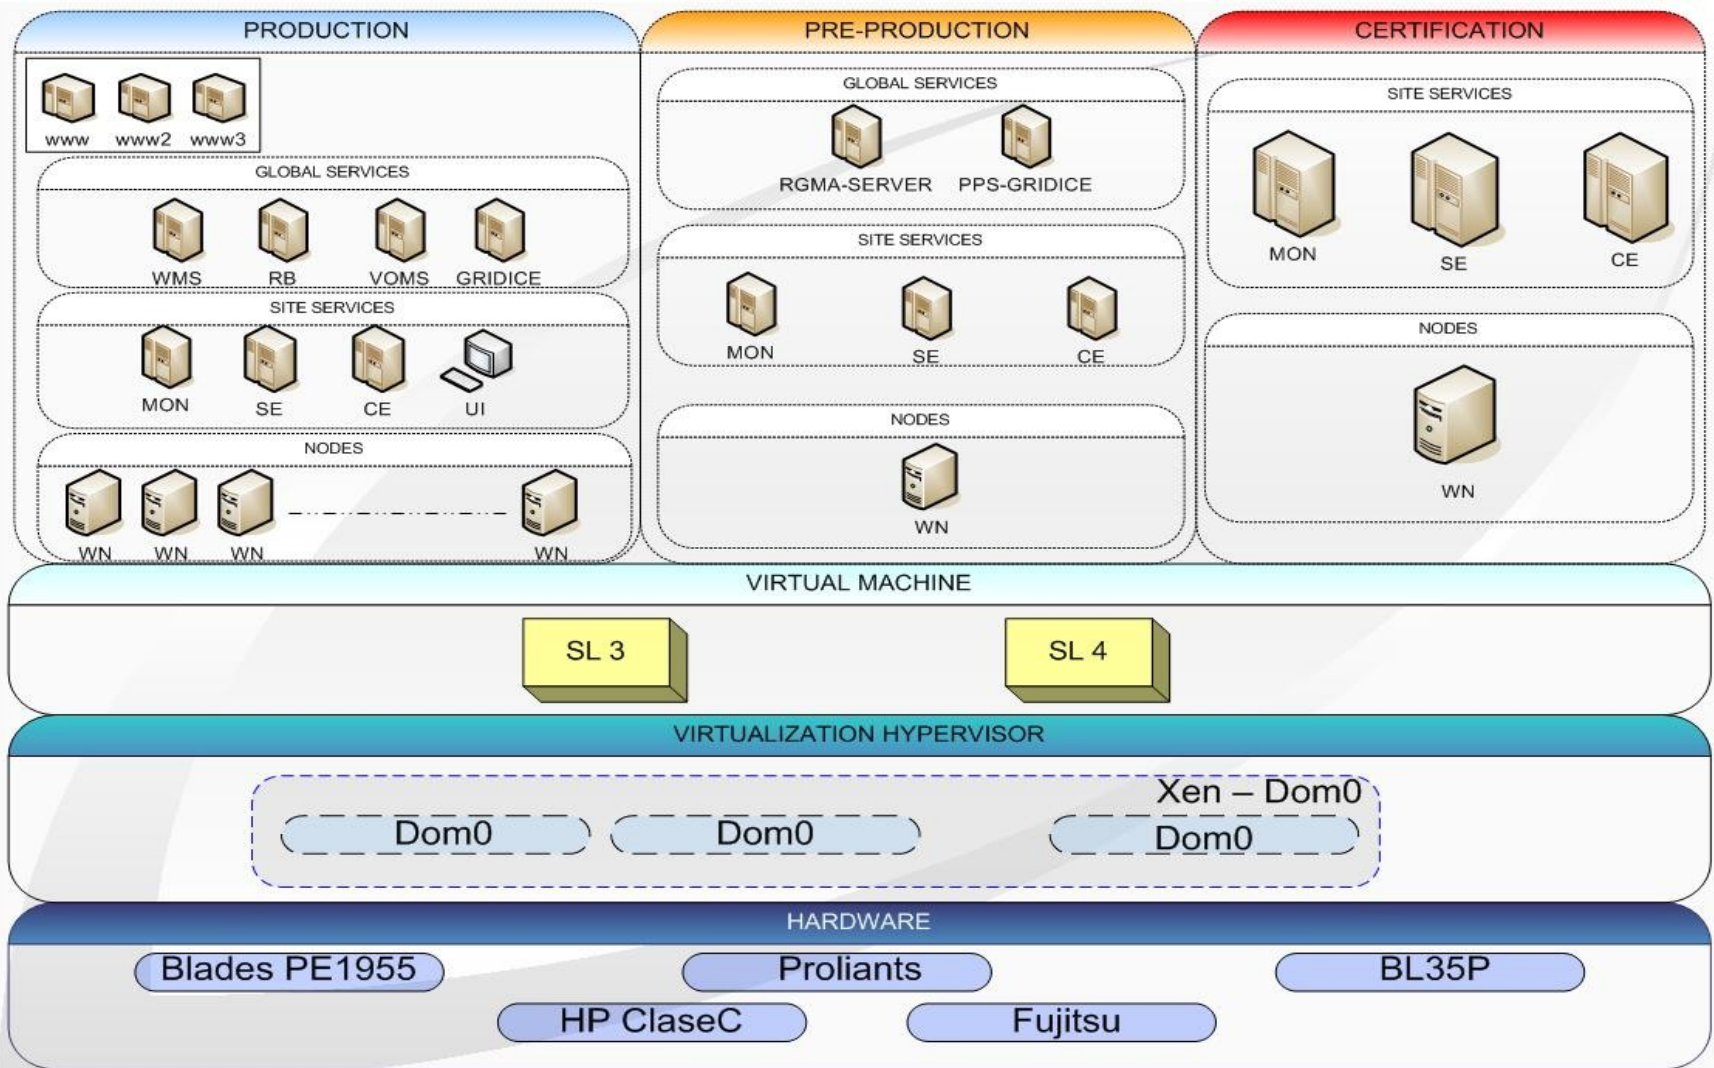 PRODUCTION
www www2 www3
GLOBAL SERVICES
WMS RB VOMS GRIDICE
SITE SERVICES
MON SE CE UI
NODES
WN WN WN WN
PRE-PRODUCTION
GLOBAL SERVICES
RGMA-SERVER PPS-GRIDICE
SITE SERVICES
MON SE CE
NODES
WN
CERTIFICATION
SITE SERVICES
MON SE CE
NODES
WN
VIRTUAL MACHINE
SL 3 SL 4
VIRTUALIZATION HYPERVISOR
Xen – Dom0
Dom0 Dom0 Dom0
HARDWARE
Blades PE1955 Proliants BL35P
HP ClaseC Fujitsu